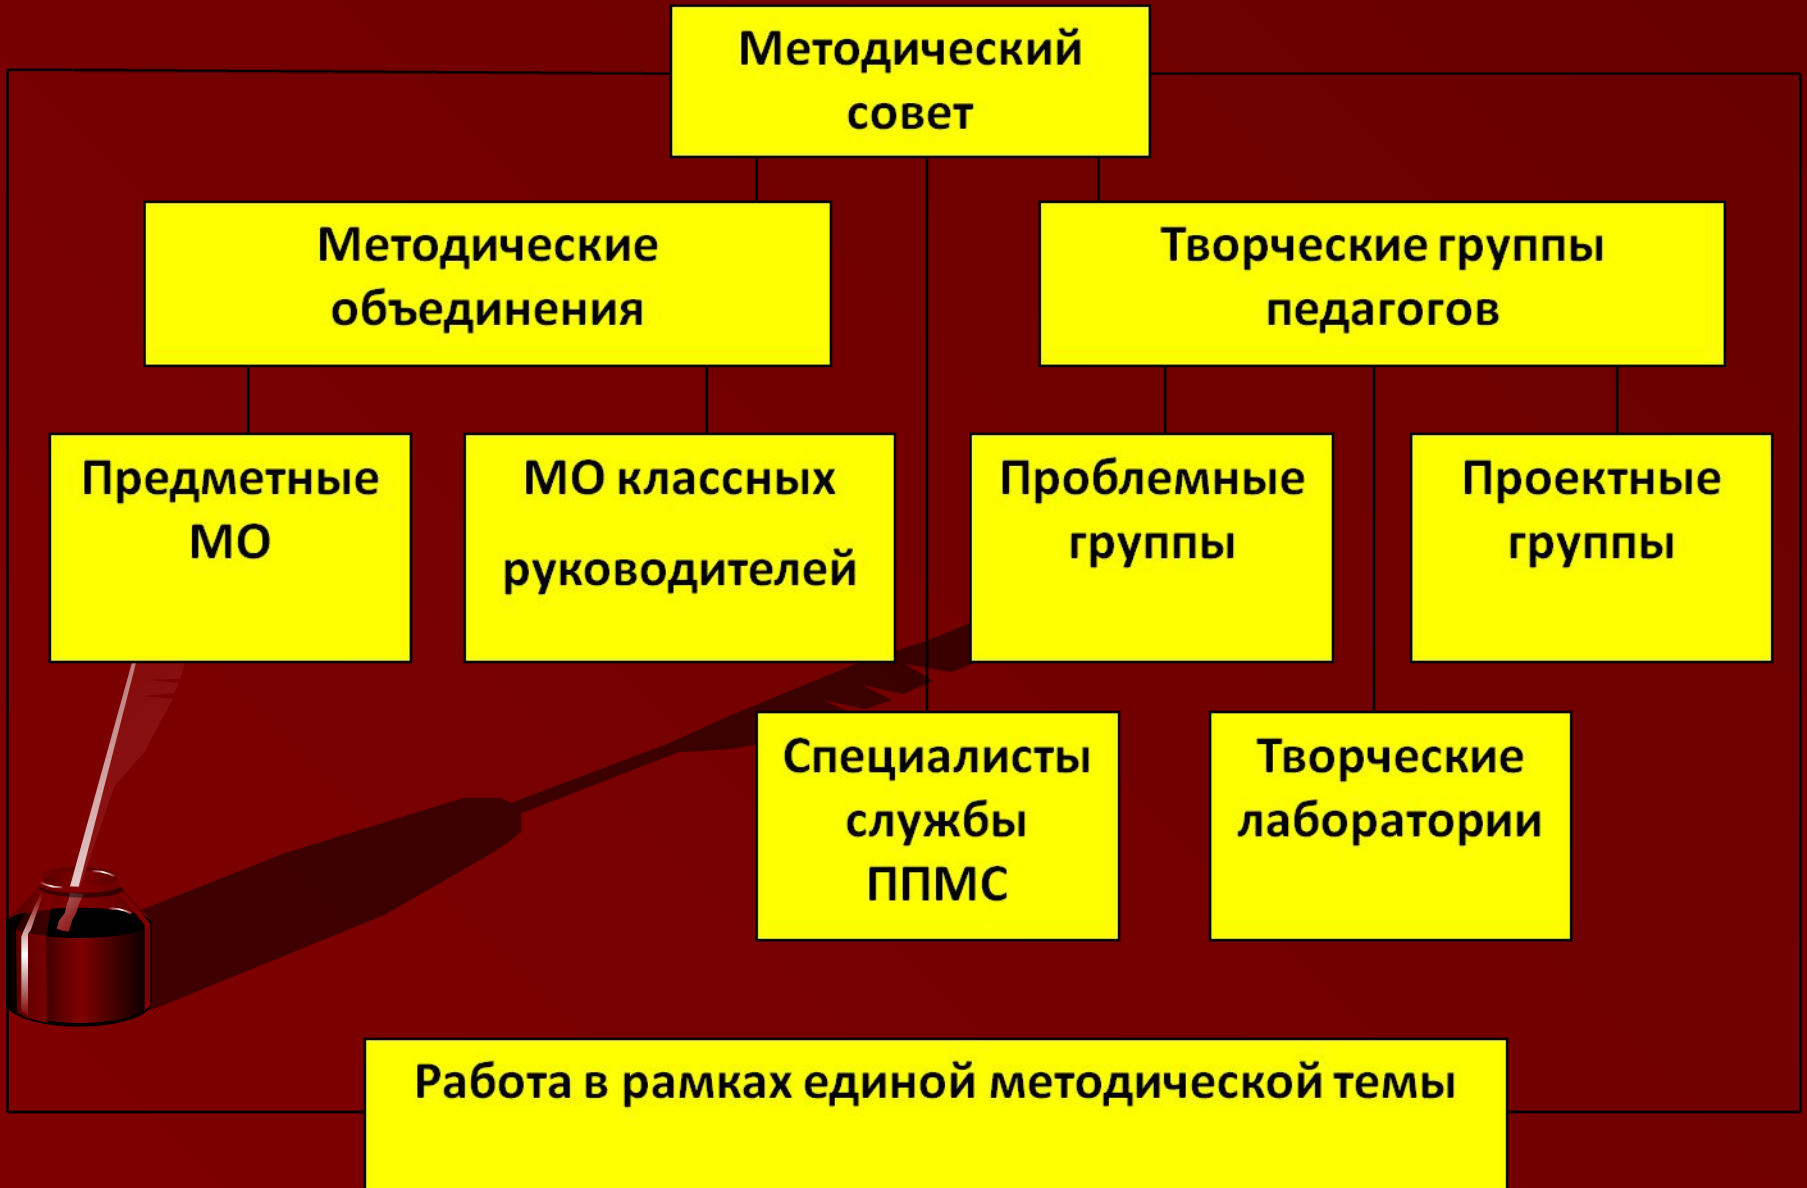 Методический
совет
Методические
объединения
Творческие группы
педагогов
Предметные
МО
МО классных
руководителей
Проблемные
группы
Проектные
группы
Специалисты
службы
ППМС
Творческие
лаборатории
Работа в рамках единой методической темы